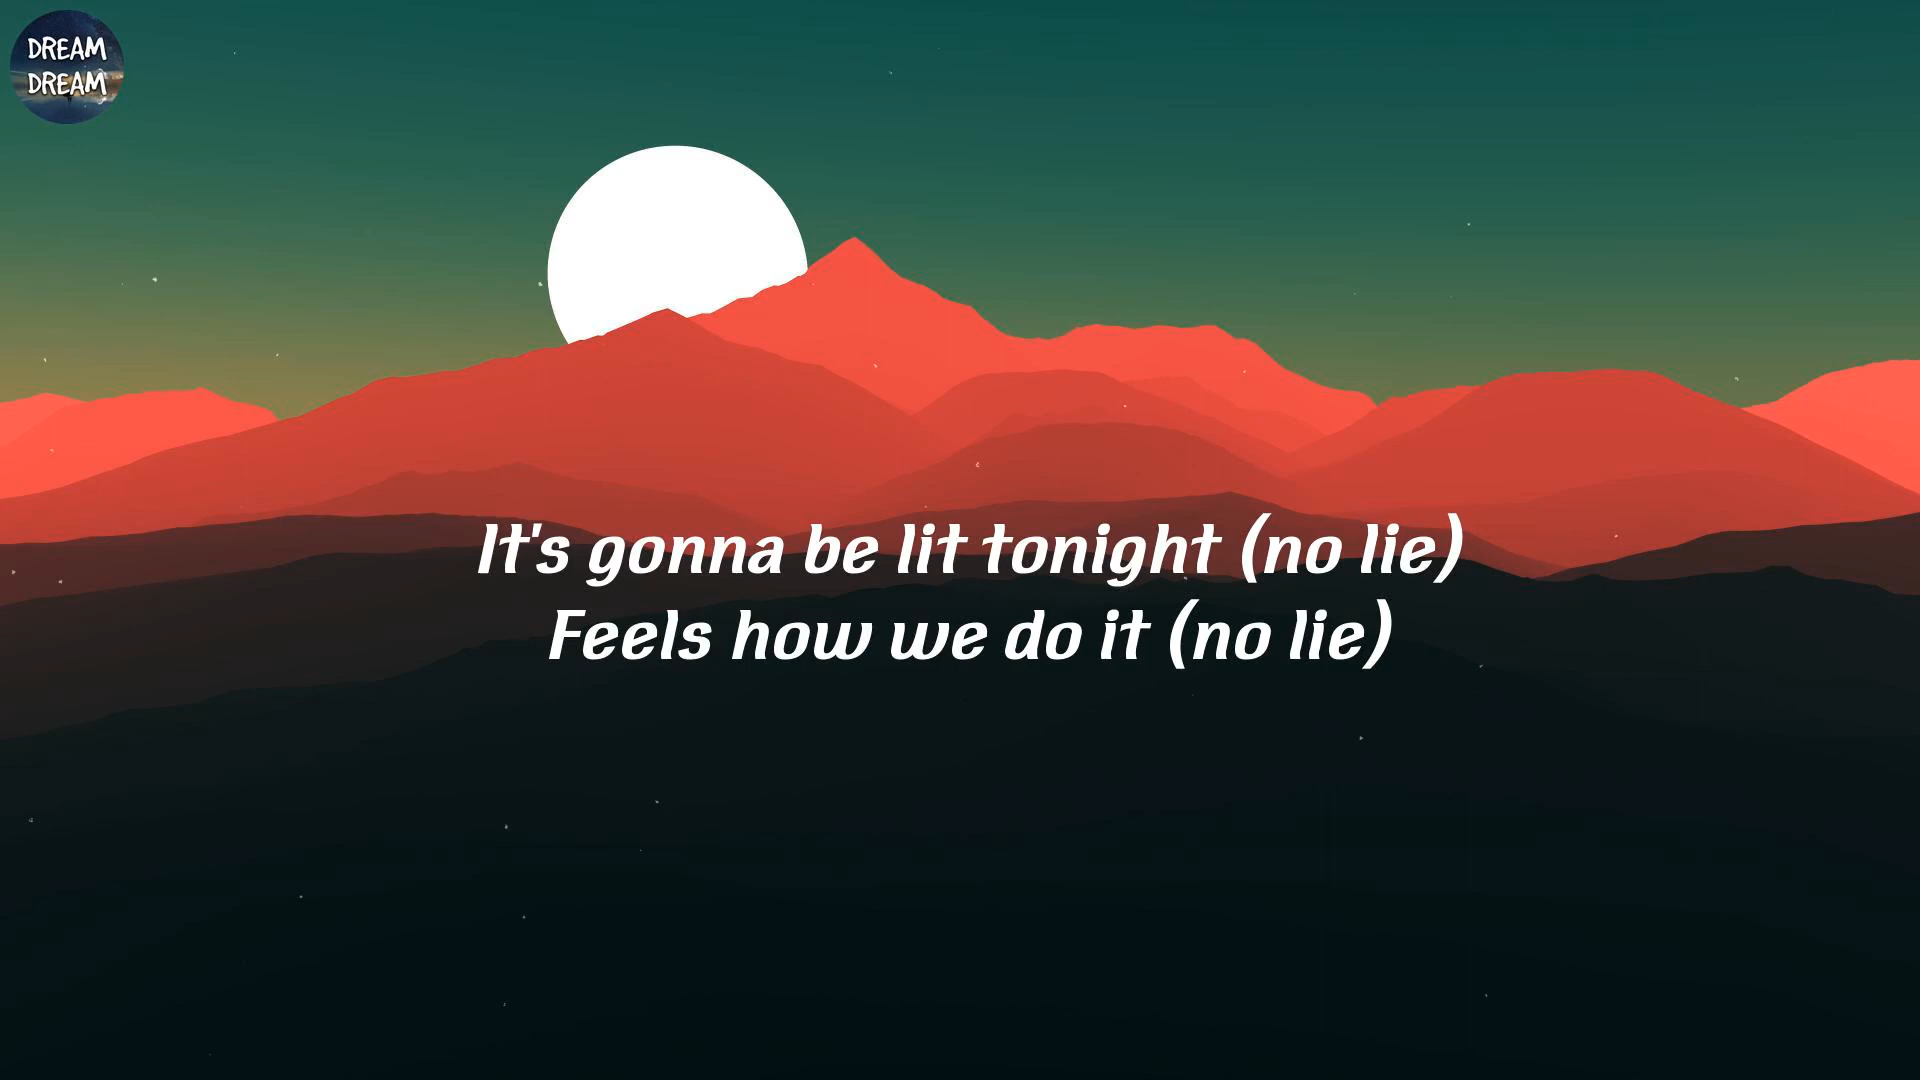 DREAM
DREAM
It's gonna be lit tonight (no lie)
Feels how we do it (no lie)